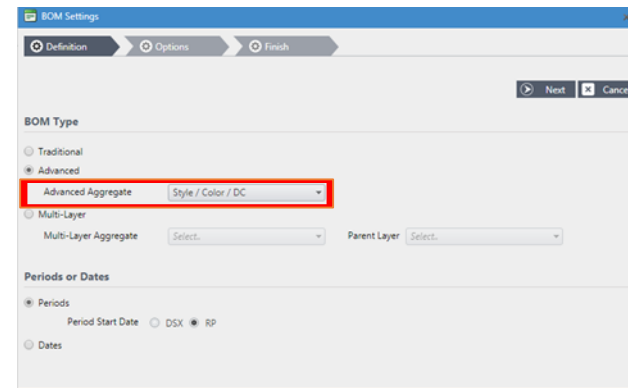 BOM Settings
Definition Options Finish
Next Cance
BOM Type
Traditional
Advanced
Advanced Aggregate Style / Color / DC
Multi-Layer
Multi-Layer Aggregate Select.. Parent Layer Select..
Periods or Dates
Periods
Period Start Date DSX RP
Dates